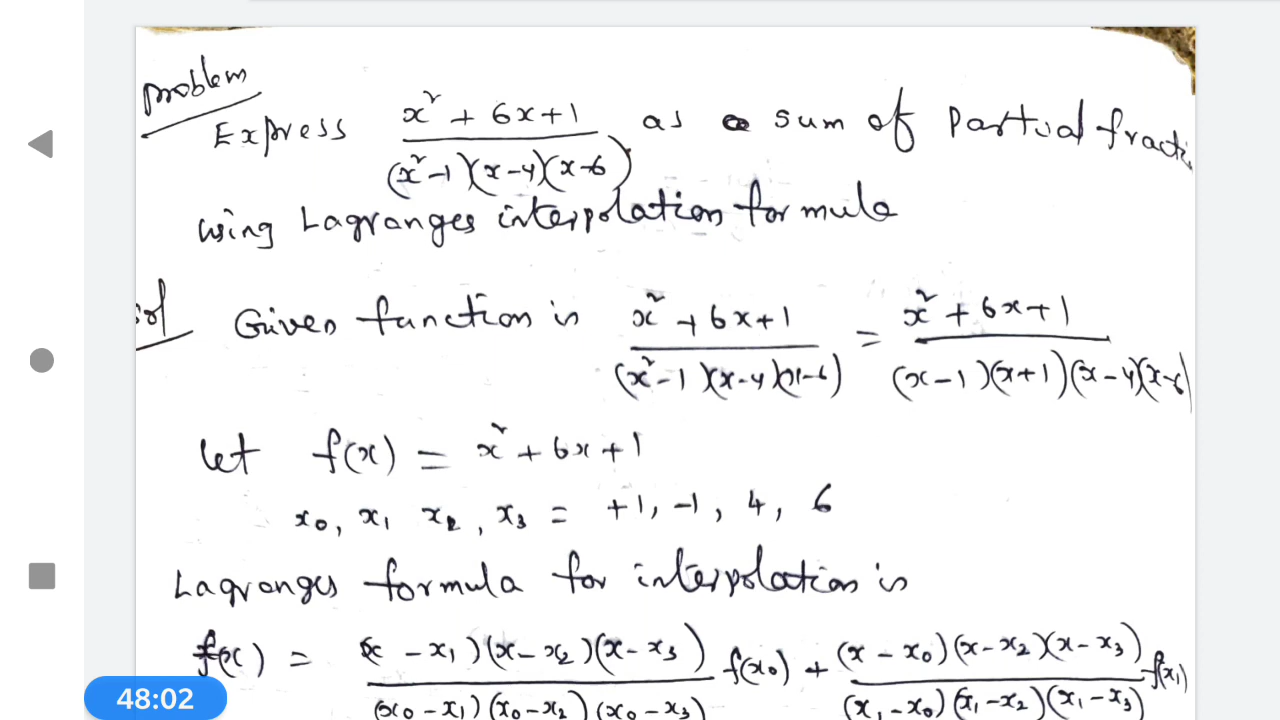 problem
Express x² + 6x + 1 / (x² - 1)(x - 4)(x - 6) as a sum of Partial fracti
using Lagranges interpolation formula
sol Given function is x² + 6x + 1 / (x² - 1)(x - 4)(x - 6) = x² + 6x + 1 / (x - 1)(x + 1)(x - 4)(x - 6)
let f(x) = x² + 6x + 1
x₀, x₁ x₂, x₃ = +1, -1, 4, 6
Lagranges formula for interpolation is
f(x) = (x - x₁)(x - x₂)(x - x₃) / (x₀ - x₁)(x₀ - x₂)(x₀ - x₃) f(x₀) + (x - x₀)(x - x₂)(x - x₃) / (x₁ - x₀)(x₁ - x₂)(x₁ - x₃) f(x₁)
48:02